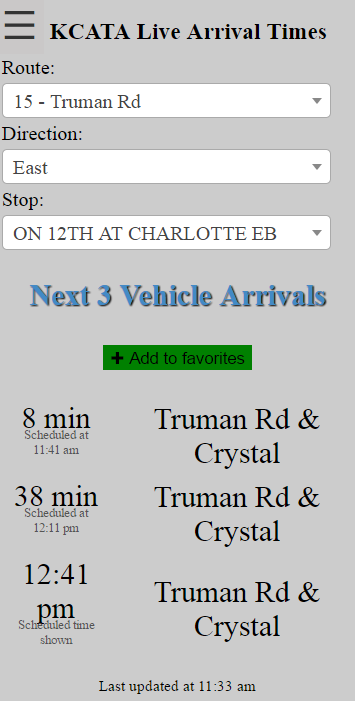 KCATA Live Arrival Times
Route:
15 - Truman Rd
Direction:
East
Stop:
ON 12TH AT CHARLOTTE EB
Next 3 Vehicle Arrivals
+ Add to favorites
8 min
Scheduled at
11:41 am
Truman Rd &
Crystal
38 min
Scheduled at
12:11 pm
Truman Rd &
Crystal
12:41
pm
Scheduled time
shown
Truman Rd &
Crystal
Last updated at 11:33 am